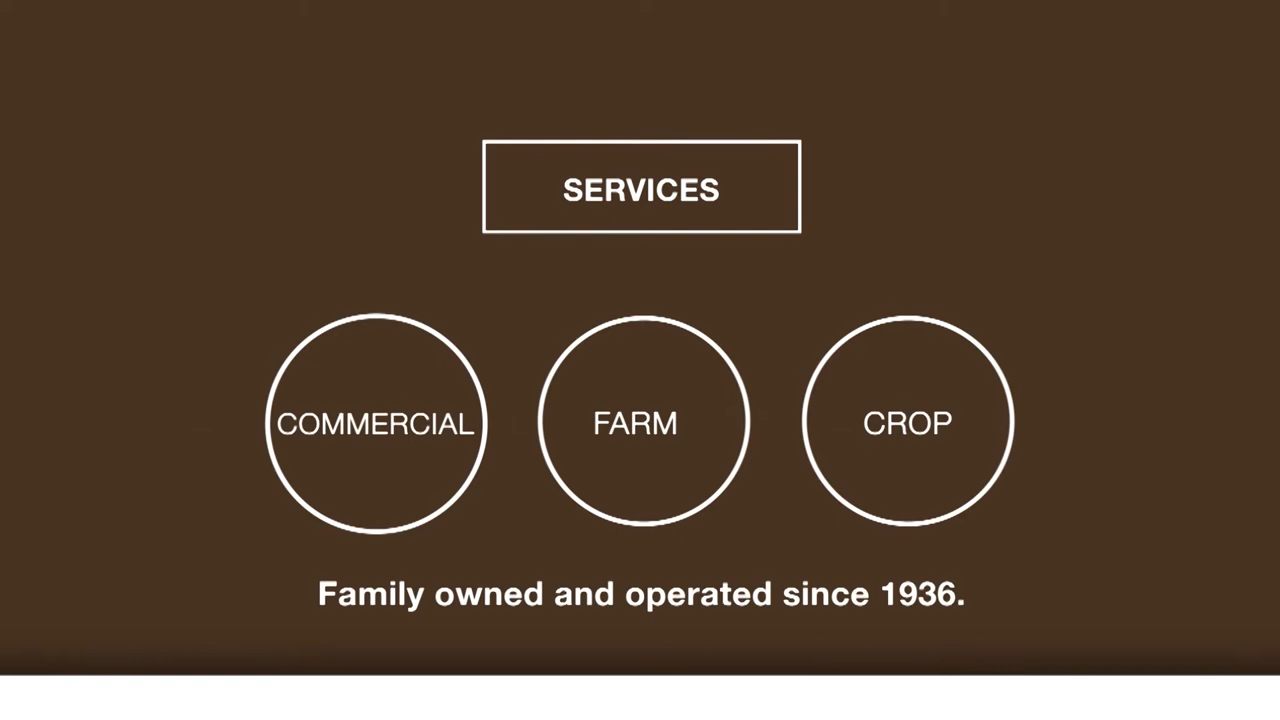 SERVICES
COMMERCIAL FARM CROP
Family owned and operated since 1936.